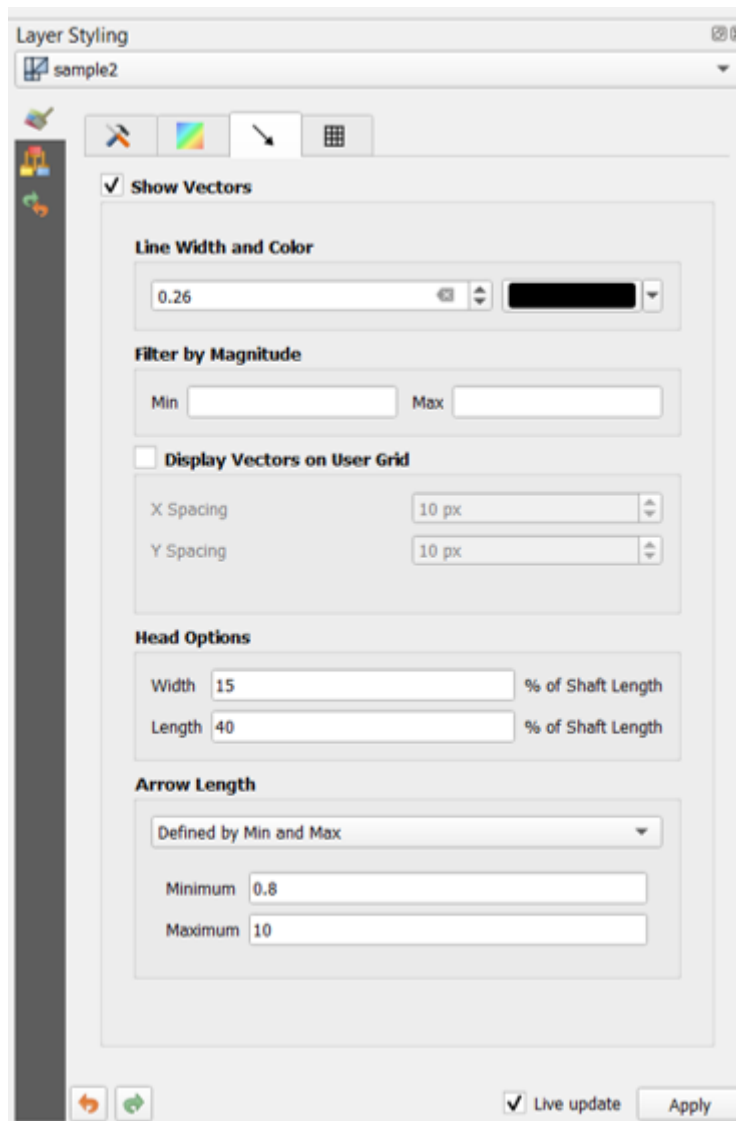 Layer Styling
sample2
Show Vectors
Line Width and Color
0.26
Filter by Magnitude
Min Max
Display Vectors on User Grid
X Spacing 10 px
Y Spacing 10 px
Head Options
Width 15 % of Shaft Length
Length 40 % of Shaft Length
Arrow Length
Defined by Min and Max
Minimum 0.8
Maximum 10
Live update Apply